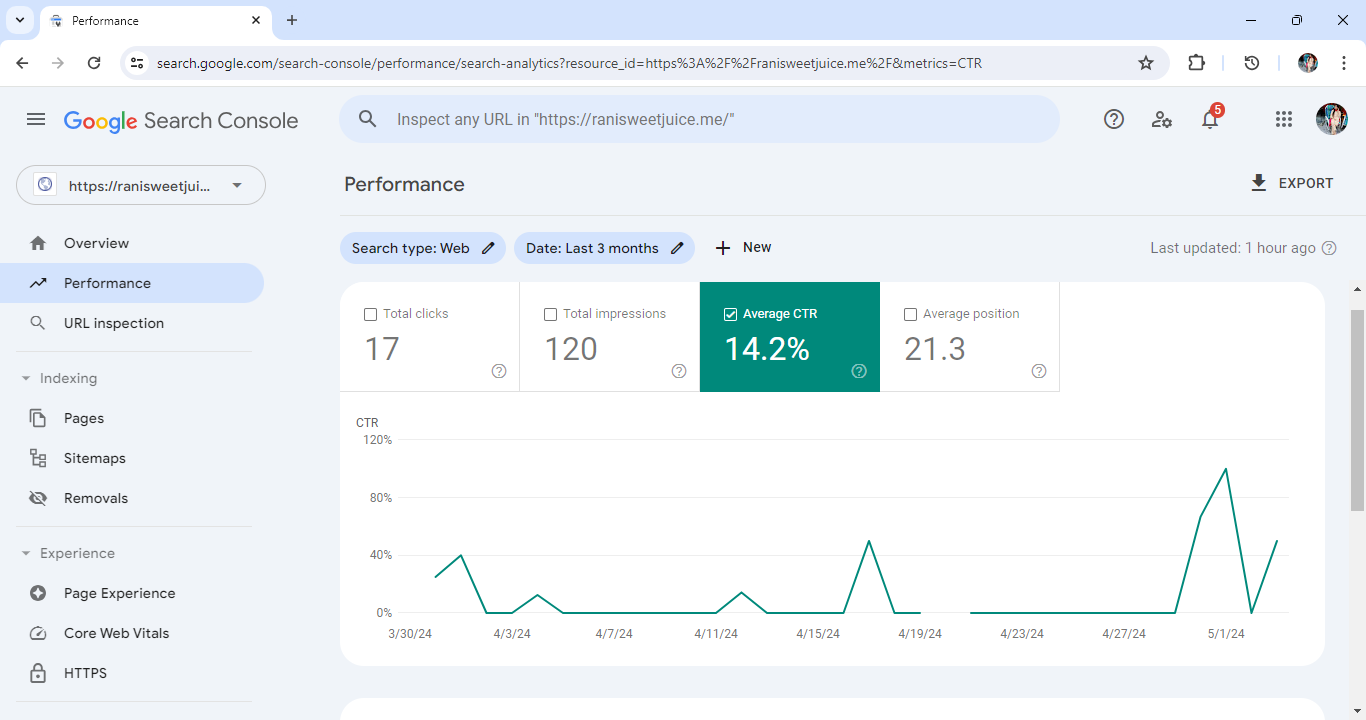 Performance
search.google.com/search-console/performance/search-analytics?resource_id=https%3A%2F%2Franisweetjuice.me%2F&metrics=CTR
Google Search Console
Inspect any URL in "https://ranisweetjuice.me/"
5
https://ranisweetjui...
Performance
EXPORT
Overview
Performance
URL inspection
Indexing
Pages
Sitemaps
Removals
Experience
Page Experience
Core Web Vitals
HTTPS
Search type: Web
Date: Last 3 months
New
Last updated: 1 hour ago
Total clicks
17
Total impressions
120
Average CTR
14.2%
Average position
21.3
CTR
120%
80%
40%
0%
3/30/24 4/3/24 4/7/24 4/11/24 4/15/24 4/19/24 4/23/24 4/27/24 5/1/24